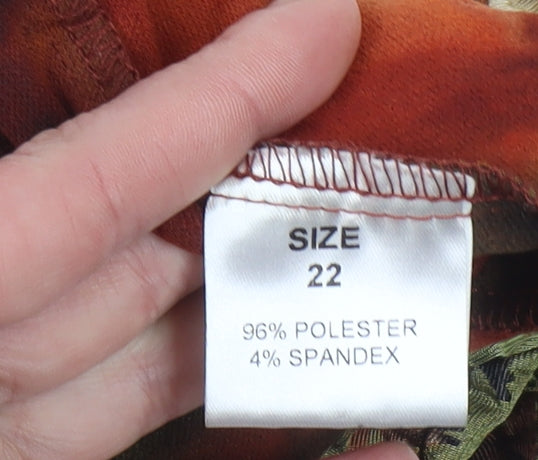 SIZE
22
96% POLESTER
4% SPANDEX